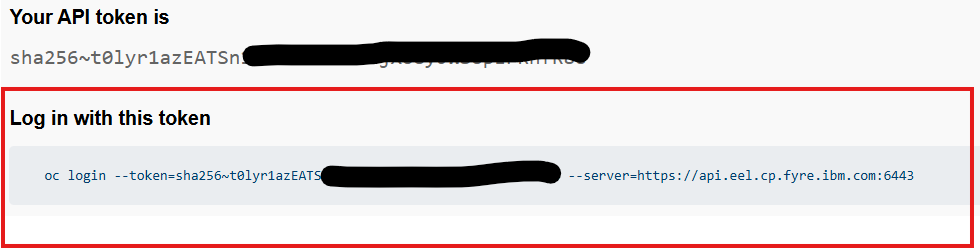 Your API token is
sha256~t0lyr1azEATSn
Log in with this token
oc login --token=sha256~t0lyr1azEATS --server=https://api.eel.cp.fyre.ibm.com:6443